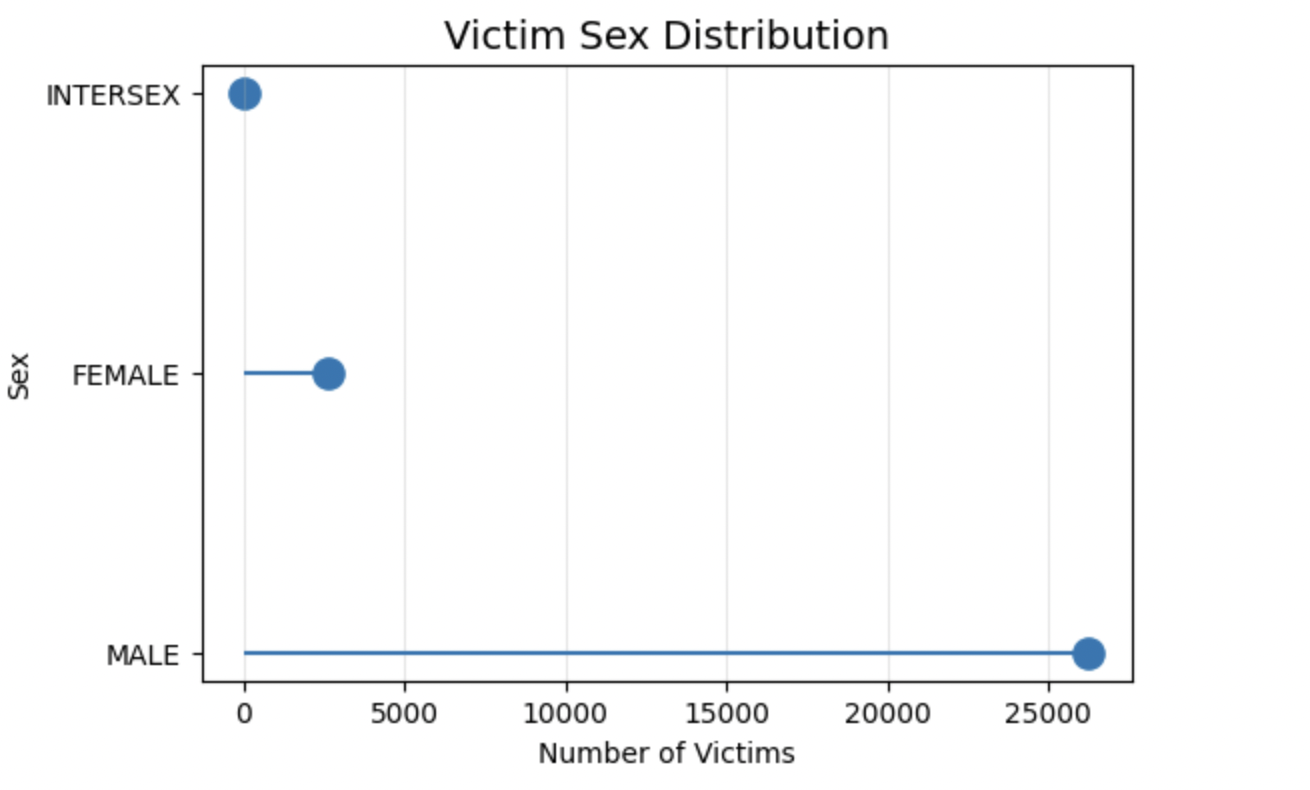 Victim Sex Distribution
INTERSEX
FEMALE
MALE
Sex
0 5000 10000 15000 20000 25000
Number of Victims